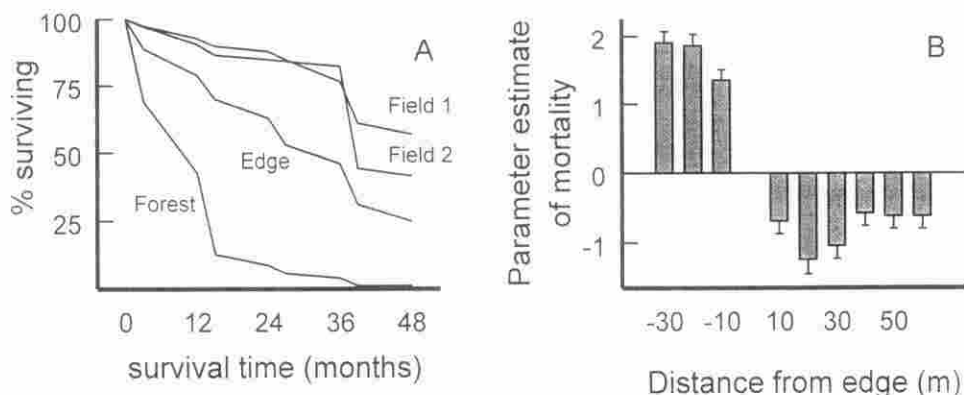 A
% surviving
100
75
50
25
Field 1
Field 2
Edge
Forest
0 12 24 36 48
survival time (months)
B
Parameter estimate
of mortality
2
1
0
-1
-30 -10 10 30 50
Distance from edge (m)